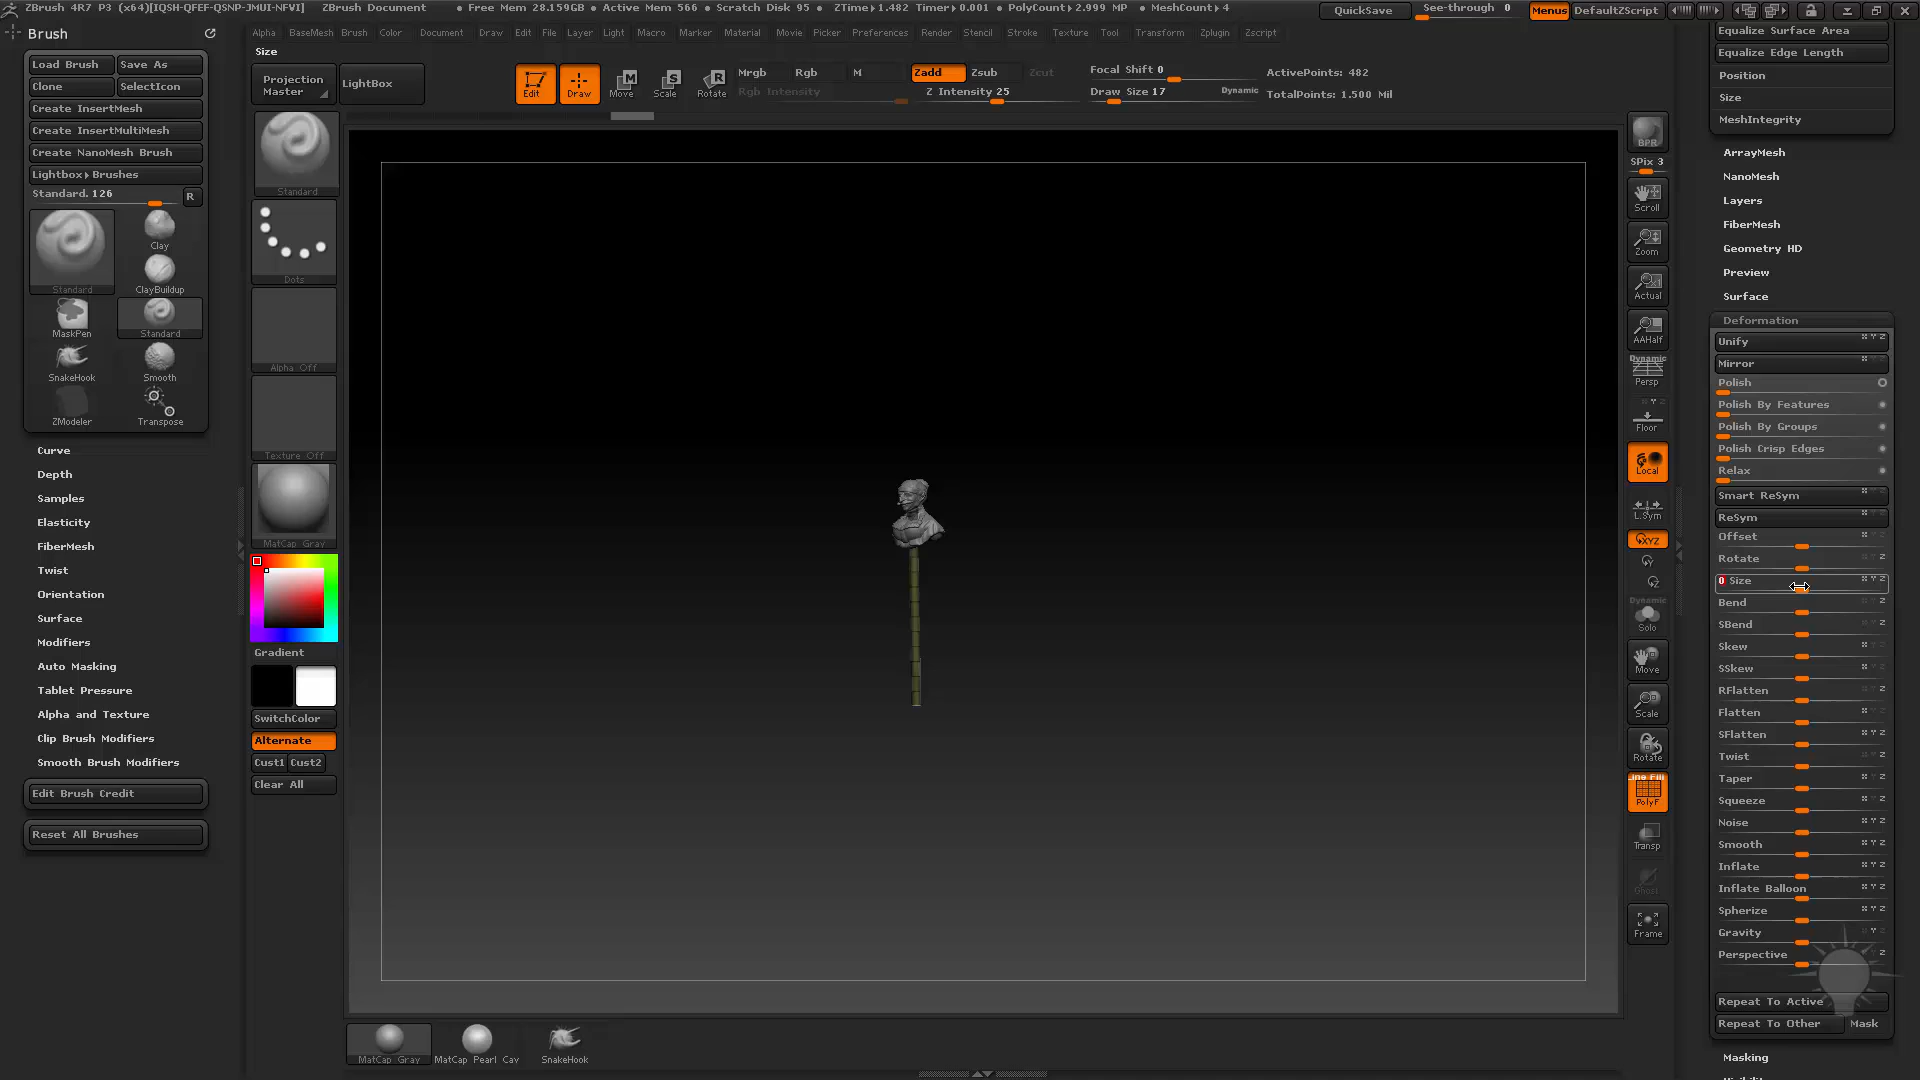 ZBrush 4R7 P3 (x64)[IQSH-QFEF-QSNP-JMUI-NFVI] ZBrush Document • Free Mem 28.159GB • Active Mem 566 • Scratch Disk 95 • ZTime▸1.482 Timer▸0.001 • PolyCount▸2.999 MP • MeshCount▸4
QuickSave See-through 0 Menus DefaultZScript
Brush
Alpha BaseMesh Brush Color Document Draw Edit File Layer Light Macro Marker Material Movie Picker Preferences Render Stencil Stroke Texture Tool Transform Zplugin Zscript
Size
Load Brush Save As
Clone SelectIcon
Create InsertMesh
Create InsertMultiMesh
Create NanoMesh Brush
Lightbox▸Brushes
Standard. 126 R
Standard
Clay
ClayBuildup
MaskPen
Standard
SnakeHook
Smooth
ZModeler
Transpose
Curve
Depth
Samples
Elasticity
FiberMesh
Twist
Orientation
Surface
Modifiers
Auto Masking
Tablet Pressure
Alpha and Texture
Clip Brush Modifiers
Smooth Brush Modifiers
Edit Brush Credit
Reset All Brushes
Projection
Master
LightBox
Edit
Draw
Move
Scale
Rotate
Mrgb Rgb M
Rgb Intensity
Zadd Zsub Zcut
Z Intensity 25
Focal Shift 0
Draw Size 17
Dynamic
ActivePoints: 482
TotalPoints: 1.500 Mil
Standard
Dots
Alpha Off
Texture Off
MatCap Gray
Gradient
SwitchColor
Alternate
Cust1 Cust2
Clear All
MatCap Gray
MatCap Pearl Cav
SnakeHook
BPR
SPix 3
Scroll
Zoom
Actual
AAHalf
Dynamic
Persp
Floor
Local
L.Sym
XYZ
Y
Z
Dynamic
Solo
Move
Scale
Rotate
Line Fill
PolyF
Transp
Ghost
Frame
Equalize Surface Area
Equalize Edge Length
Position
Size
MeshIntegrity
ArrayMesh
NanoMesh
Layers
FiberMesh
Geometry HD
Preview
Surface
Deformation
Unify
Mirror
Polish
Polish By Features
Polish By Groups
Polish Crisp Edges
Relax
Smart ReSym
ReSym
Offset
Rotate
0 Size
Bend
SBend
Skew
SSkew
RFlatten
Flatten
SFlatten
Twist
Taper
Squeeze
Noise
Smooth
Inflate
Inflate Balloon
Spherize
Gravity
Perspective
Repeat To Active
Repeat To Other Mask
Masking